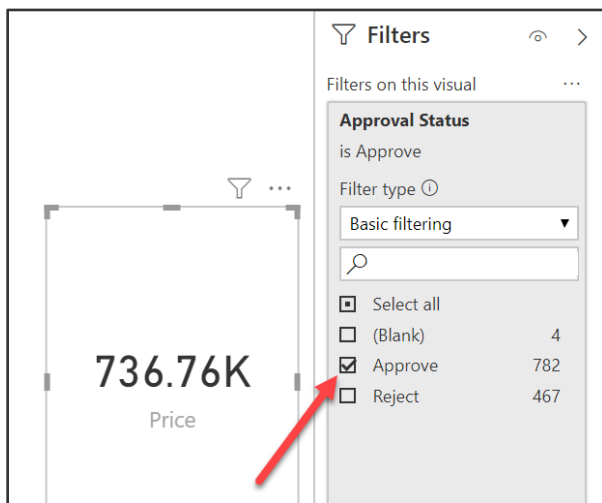 Filters
Filters on this visual
Approval Status
is Approve
Filter type
Basic filtering
Select all
(Blank) 4
Approve 782
Reject 467
736.76K
Price